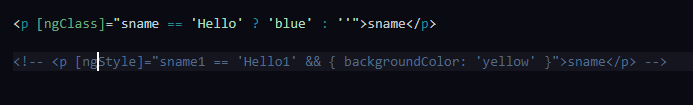 <p [ngClass]="sname == 'Hello' ? 'blue' : ''">sname</p>
<!-- <p [ngStyle]="sname1 == 'Hello1' && { backgroundColor: 'yellow' }">sname</p> -->